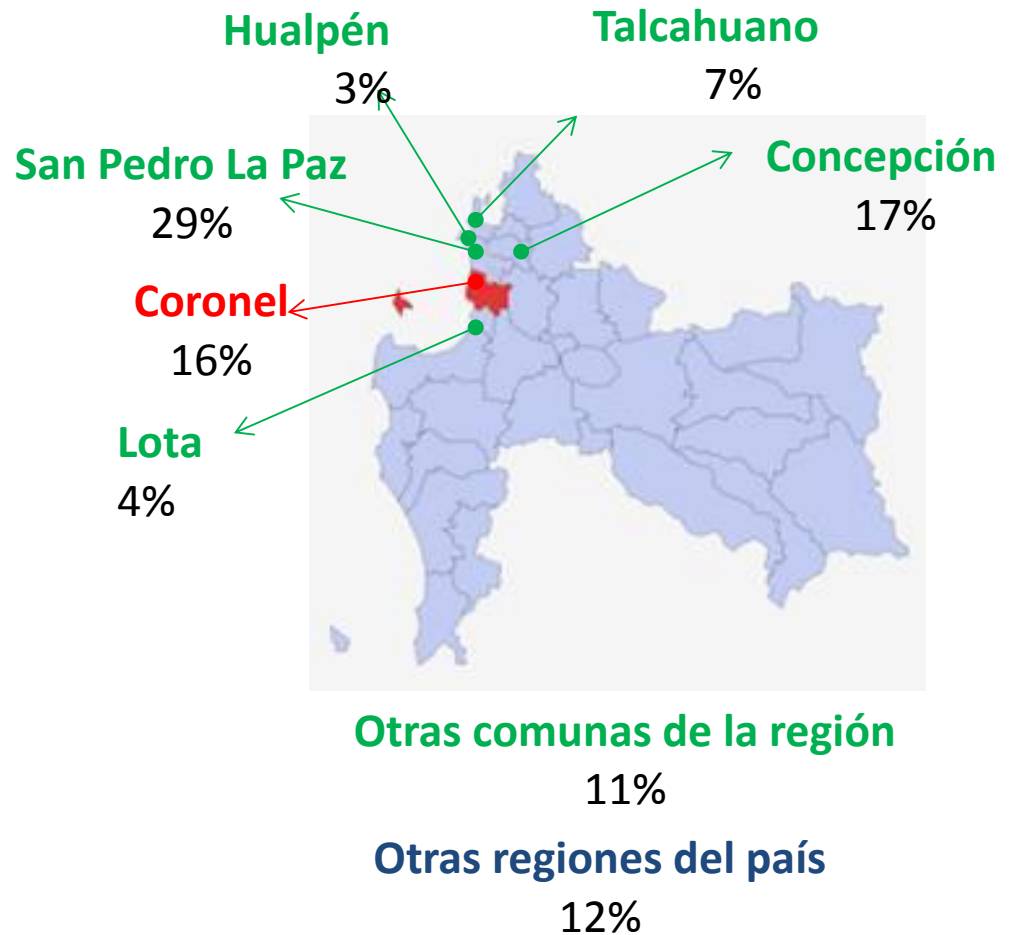 Hualpén
3%
Talcahuano
7%
San Pedro La Paz
29%
Concepción
17%
Coronel
16%
Lota
4%
Otras comunas de la región
11%
Otras regiones del país
12%